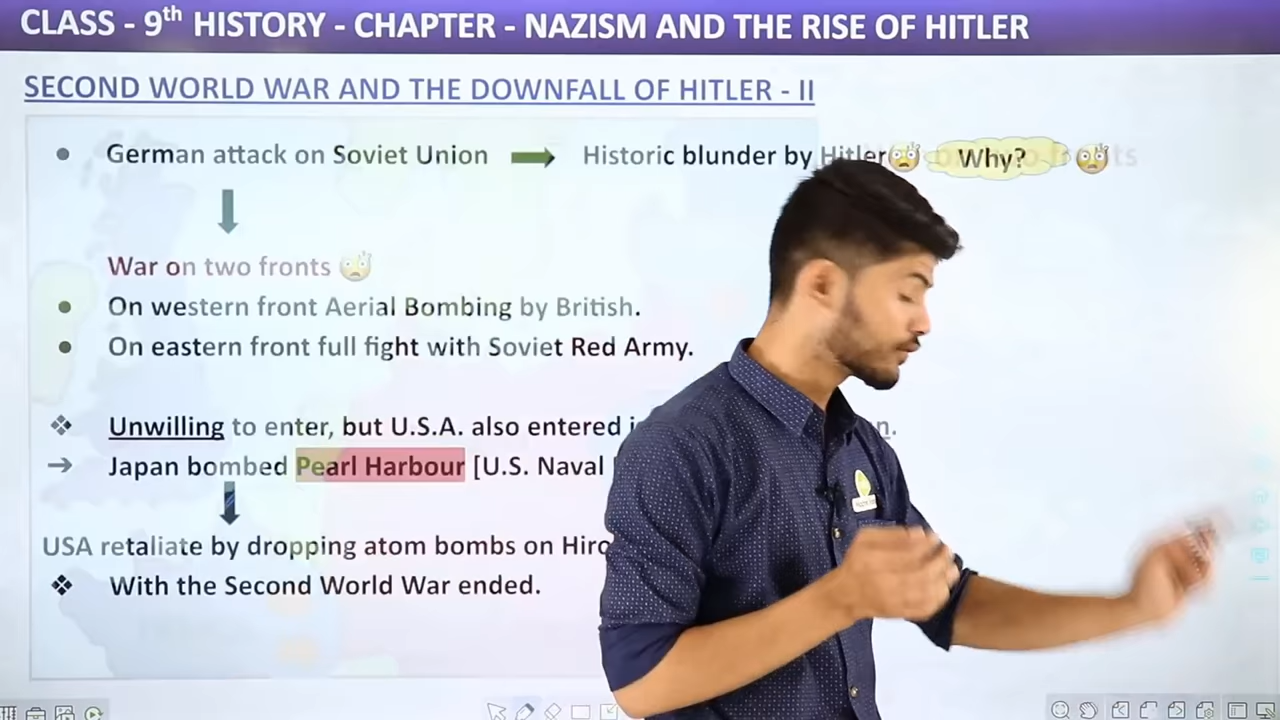 CLASS - 9th HISTORY - CHAPTER - NAZISM AND THE RISE OF HITLER
SECOND WORLD WAR AND THE DOWNFALL OF HITLER - II
● German attack on Soviet Union ➡ Historic blunder by Hitler Why?
War on two fronts
● On western front Aerial Bombing by British.
● On eastern front full fight with Soviet Red Army.
❖ Unwilling to enter, but U.S.A. also entered
→ Japan bombed Pearl Harbour [U.S. Naval
USA retaliate by dropping atom bombs on
❖ With the Second World War ended.